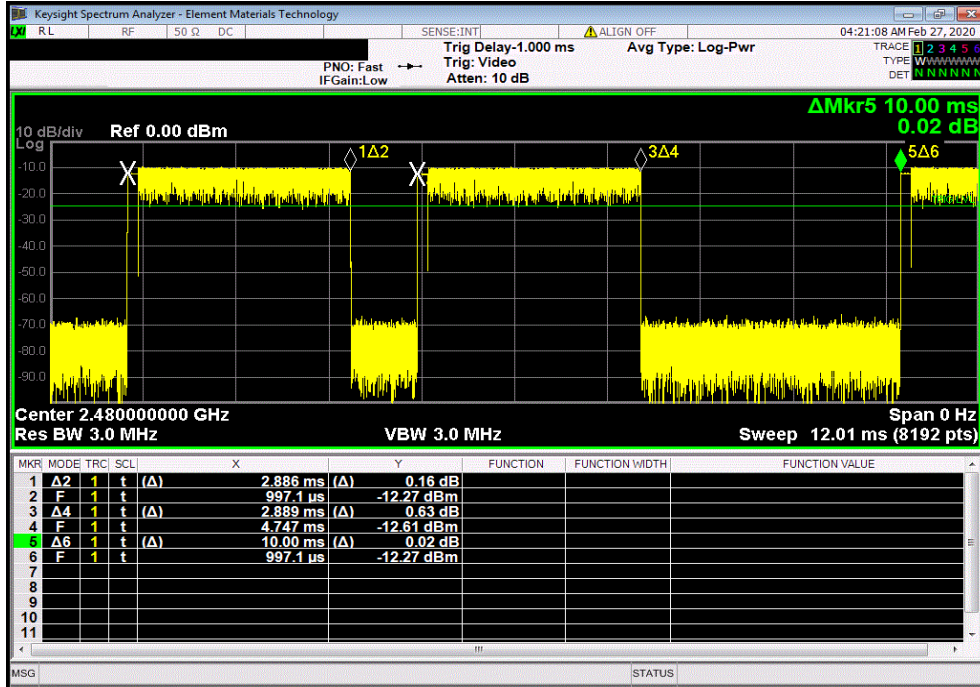 Keysight Spectrum Analyzer - Element Materials Technology
LXI RL RF 50 Ω DC SENSE:INT ALIGN OFF 04:21:08 AM Feb 27, 2020
PNO: Fast
IFGain:Low
Trig Delay-1.000 ms
Trig: Video
Atten: 10 dB
Avg Type: Log-Pwr
TRACE 1 2 3 4 5 6
TYPE WWWWWW
DET N N N N N N
ΔMkr5 10.00 ms
0.02 dB
10 dB/div Ref 0.00 dBm
Log
1Δ2 3Δ4 5Δ6
-10.0
-20.0
-30.0
-40.0
-50.0
-60.0
-70.0
-80.0
-90.0
Center 2.480000000 GHz Span 0 Hz
Res BW 3.0 MHz VBW 3.0 MHz Sweep 12.01 ms (8192 pts)
MKR MODE TRC SCL X Y FUNCTION FUNCTION WIDTH FUNCTION VALUE
1 Δ2 1 t (Δ) 2.886 ms (Δ) 0.16 dB
2 F 1 t 997.1 µs -12.27 dBm
3 Δ4 1 t (Δ) 2.889 ms (Δ) 0.63 dB
4 F 1 t 4.747 ms -12.61 dBm
5 Δ6 1 t (Δ) 10.00 ms (Δ) 0.02 dB
6 F 1 t 997.1 µs -12.27 dBm
7
8
9
10
11
MSG STATUS